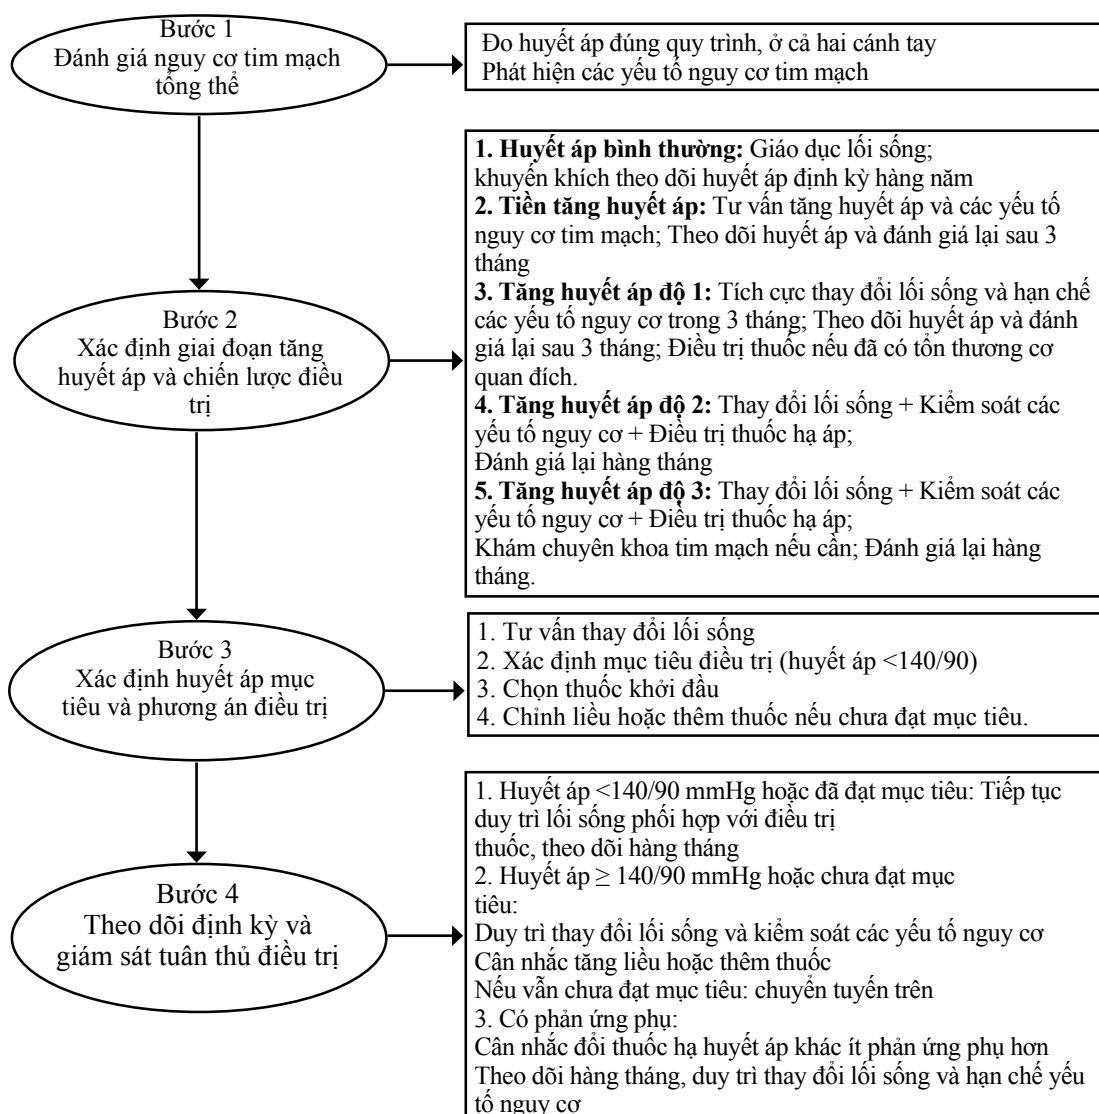 Bước 1
Đánh giá nguy cơ tim mạch
tổng thể
Đo huyết áp đúng quy trình, ở cả hai cánh tay
Phát hiện các yếu tố nguy cơ tim mạch
Bước 2
Xác định giai đoạn tăng
huyết áp và chiến lược điều
trị
1. Huyết áp bình thường: Giáo dục lối sống;
khuyến khích theo dõi huyết áp định kỳ hàng năm
2. Tiền tăng huyết áp: Tư vấn tăng huyết áp và các yếu tố
nguy cơ tim mạch; Theo dõi huyết áp và đánh giá lại sau 3
tháng
3. Tăng huyết áp độ 1: Tích cực thay đổi lối sống và hạn chế
các yếu tố nguy cơ trong 3 tháng; Theo dõi huyết áp và đánh
giá lại sau 3 tháng; Điều trị thuốc nếu đã có tổn thương cơ
quan đích.
4. Tăng huyết áp độ 2: Thay đổi lối sống + Kiểm soát các
yếu tố nguy cơ + Điều trị thuốc hạ áp;
Đánh giá lại hàng tháng
5. Tăng huyết áp độ 3: Thay đổi lối sống + Kiểm soát các
yếu tố nguy cơ + Điều trị thuốc hạ áp;
Khám chuyên khoa tim mạch nếu cần; Đánh giá lại hàng
tháng.
Bước 3
Xác định huyết áp mục
tiêu và phương án điều trị
1. Tư vấn thay đổi lối sống
2. Xác định mục tiêu điều trị (huyết áp <140/90)
3. Chọn thuốc khởi đầu
4. Chỉnh liều hoặc thêm thuốc nếu chưa đạt mục tiêu.
Bước 4
Theo dõi định kỳ và
giám sát tuân thủ điều trị
1. Huyết áp <140/90 mmHg hoặc đã đạt mục tiêu: Tiếp tục
duy trì lối sống phối hợp với điều trị
thuốc, theo dõi hàng tháng
2. Huyết áp ≥ 140/90 mmHg hoặc chưa đạt mục
tiêu:
Duy trì thay đổi lối sống và kiểm soát các yếu tố nguy cơ
Cân nhắc tăng liều hoặc thêm thuốc
Nếu vẫn chưa đạt mục tiêu: chuyển tuyến trên
3. Có phản ứng phụ:
Cân nhắc đổi thuốc hạ huyết áp khác ít phản ứng phụ hơn
Theo dõi hàng tháng, duy trì thay đổi lối sống và hạn chế yếu
tố nguy cơ